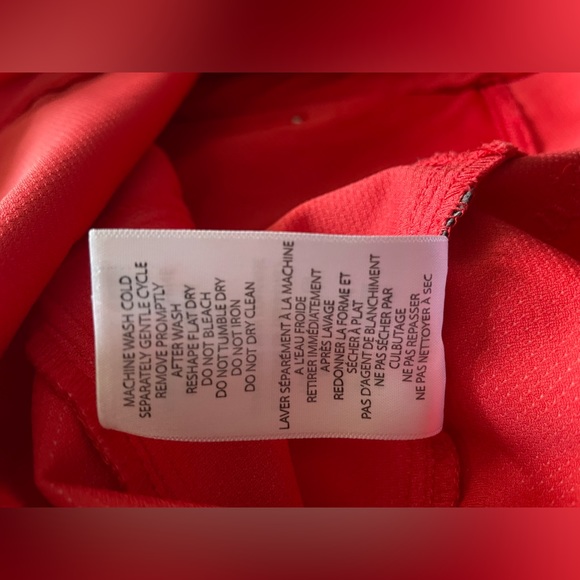 MACHINE WASH COLD
SEPARATELY GENTLE CYCLE
REMOVE PROMPTLY
AFTER WASH
RESHAPE FLAT DRY
DO NOT BLEACH
DO NOT TUMBLE DRY
DO NOT IRON
DO NOT DRY CLEAN
LAVER SÉPARÉMENT À LA MACHINE
A L'EAU FROIDE
RETIRER IMMÉDIATEMENT
APRÈS LAVAGE
REDONNER LA FORME ET
SÉCHER À PLAT
PAS D'AGENT DE BLANCHIMENT
NE PAS SÉCHER PAR
CULBUTAGE
NE PAS REPASSER
NE PAS NETTOYER À SEC